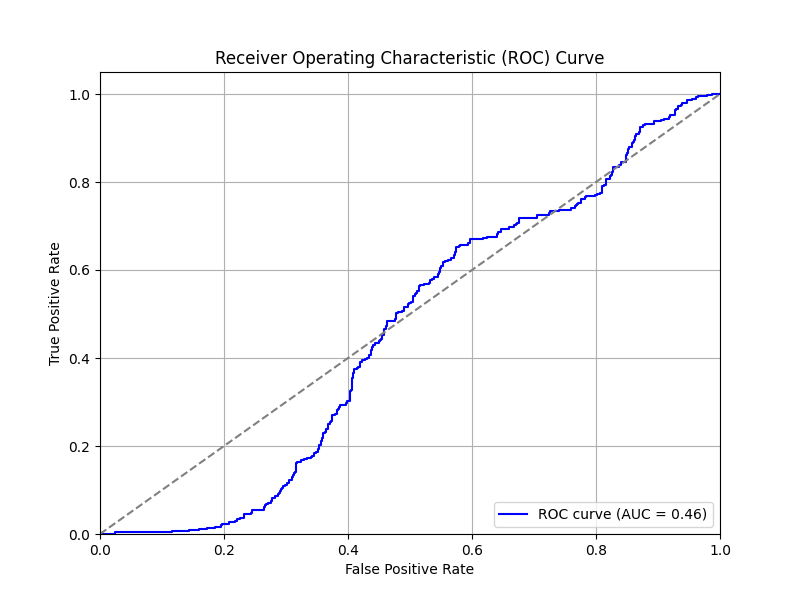 Receiver Operating Characteristic (ROC) Curve
True Positive Rate
1.0
0.8
0.6
0.4
0.2
0.0
0.0 0.2 0.4 0.6 0.8 1.0
False Positive Rate
ROC curve (AUC = 0.46)